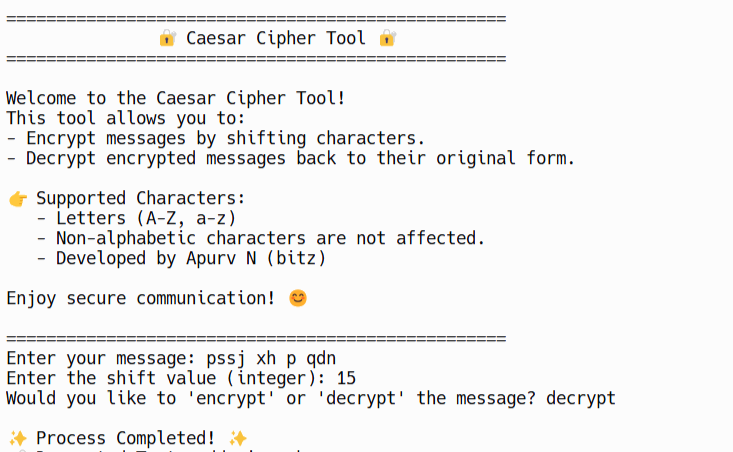 ==================================================
🔐 Caesar Cipher Tool 🔐
==================================================
Welcome to the Caesar Cipher Tool!
This tool allows you to:
- Encrypt messages by shifting characters.
- Decrypt encrypted messages back to their original form.
👉 Supported Characters:
- Letters (A-Z, a-z)
- Non-alphabetic characters are not affected.
- Developed by Apurv N (bitz)
Enjoy secure communication! 😊
==================================================
Enter your message: pssj xh p qdn
Enter the shift value (integer): 15
Would you like to 'encrypt' or 'decrypt' the message? decrypt
✨ Process Completed! ✨